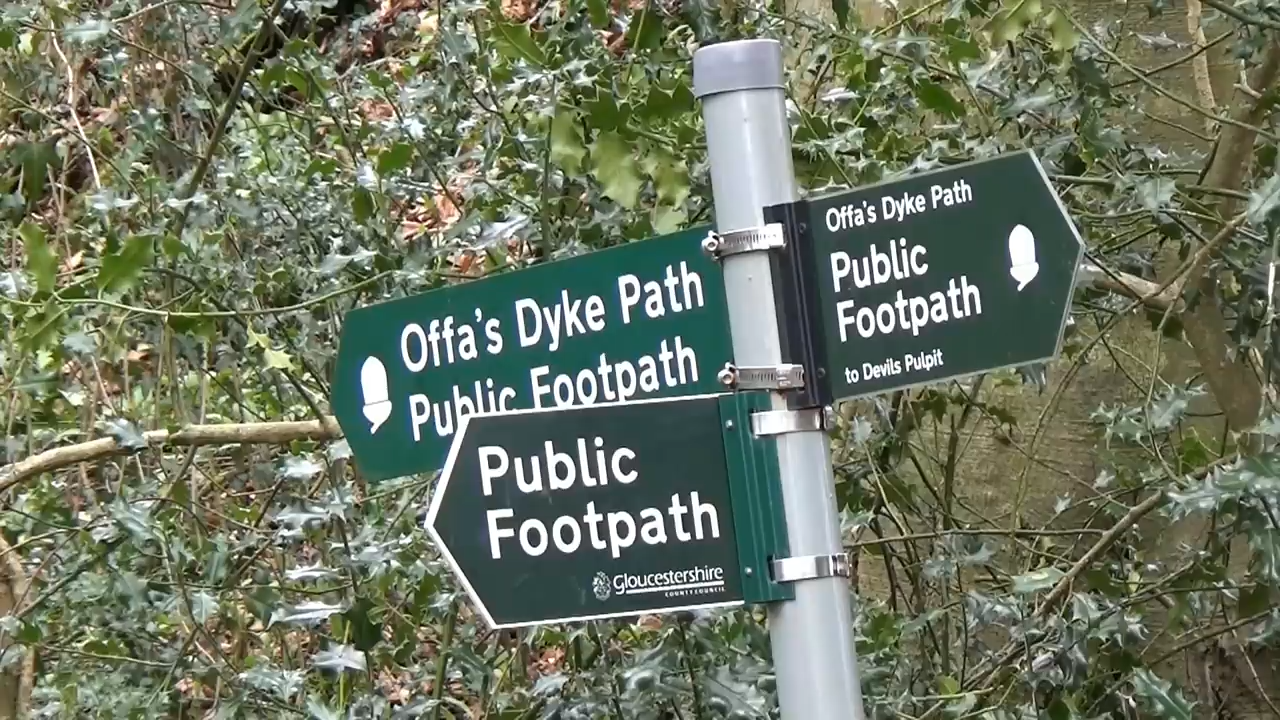 Offa's Dyke Path
Public Footpath
Public
Footpath
Gloucestershire
COUNTY COUNCIL
Offa's Dyke Path
Public
Footpath
to Devils Pulpit